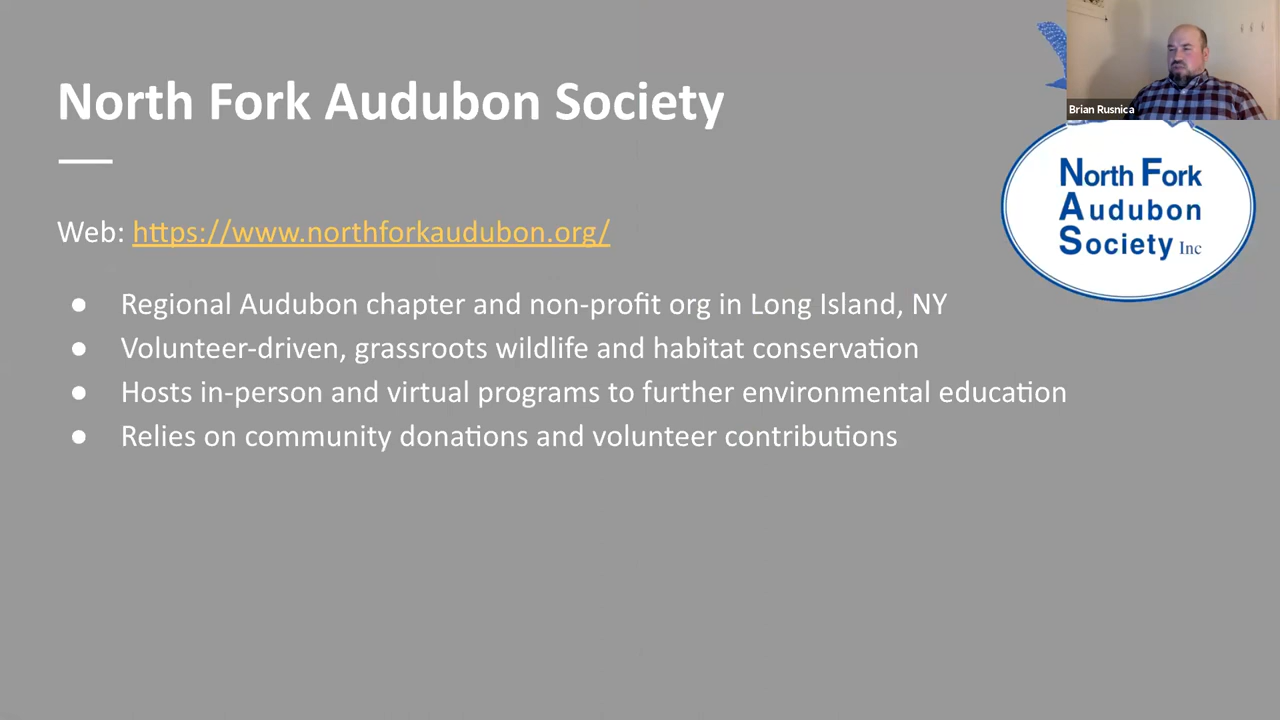 North Fork Audubon Society
Brian Rusnica
North Fork
Audubon
Society Inc
Web: https://www.northforkaudubon.org/
● Regional Audubon chapter and non-profit org in Long Island, NY
● Volunteer-driven, grassroots wildlife and habitat conservation
● Hosts in-person and virtual programs to further environmental education
● Relies on community donations and volunteer contributions